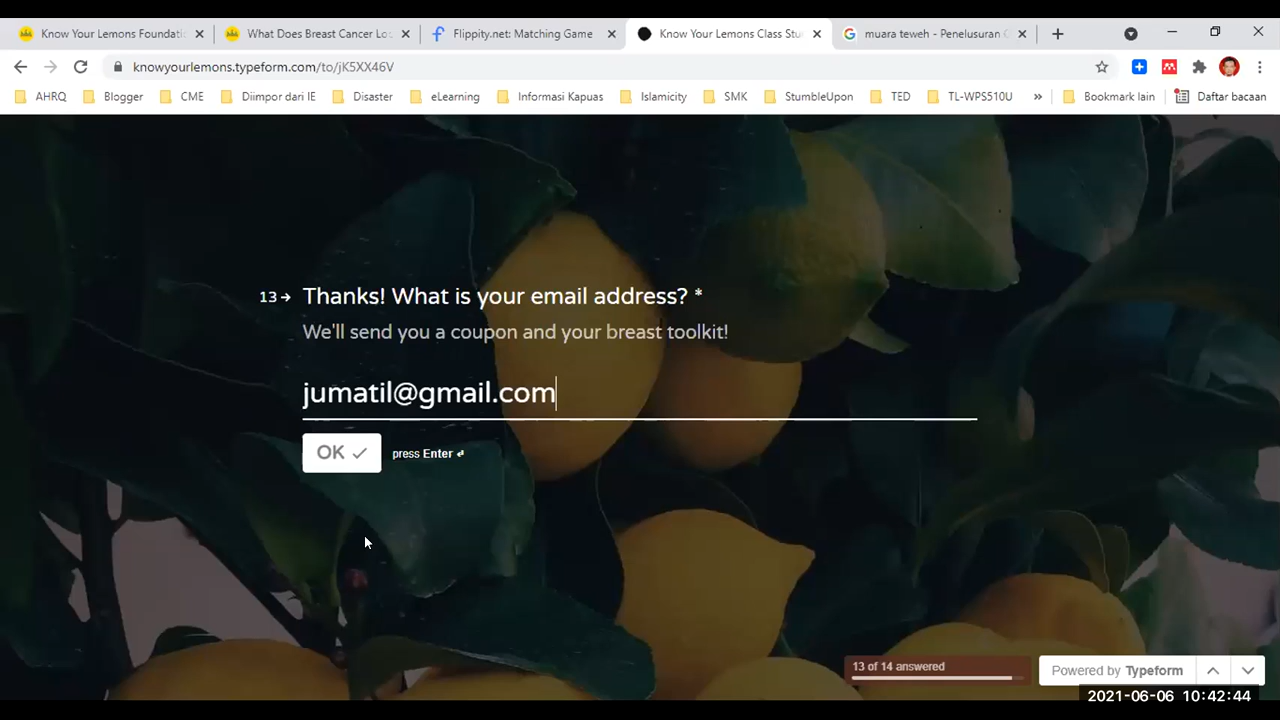 Know Your Lemons Foundati
What Does Breast Cancer Lo
Flippity.net: Matching Game
Know Your Lemons Class Stu
muara teweh - Penelusuran
knowyourlemons.typeform.com/to/jK5XX46V
AHRQ
Blogger
CME
Diimpor dari IE
Disaster
eLearning
Informasi Kapuas
Islamicity
SMK
StumbleUpon
TED
TL-WPS510U
»
Bookmark lain
Daftar bacaan
13→ Thanks! What is your email address? *
We'll send you a coupon and your breast toolkit!
jumatil@gmail.com
OK ✓ press Enter ↵
13 of 14 answered
Powered by Typeform
2021-06-06 10:42:44